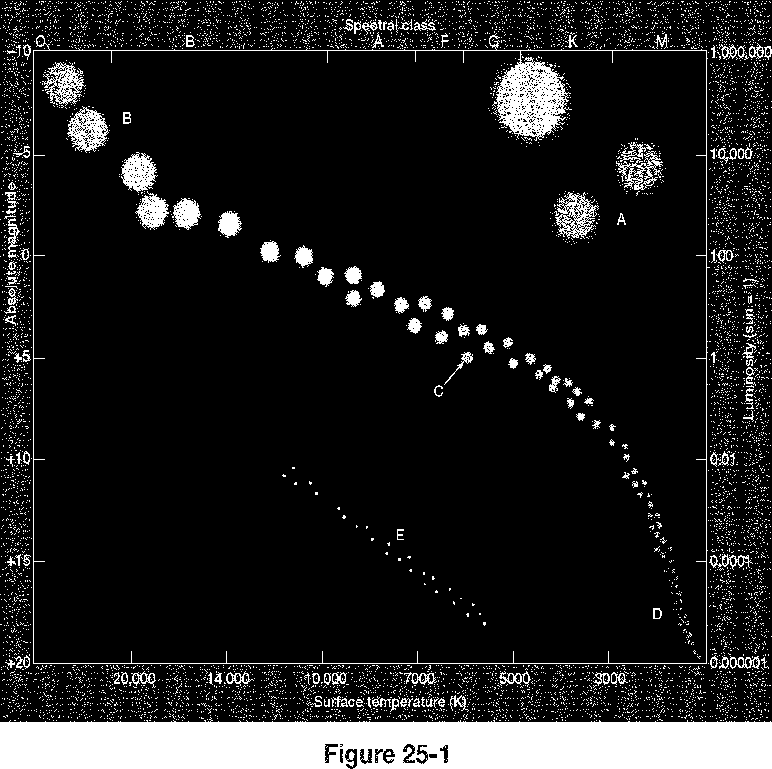 Spectral class
O B A F G K M
-10 1,000,000
B
-5 10,000
A
0 100
+5 1
C
+10 0.01
E
+15 0.0001
D
+20 0.000001
Absolute magnitude
Luminosity (sun = 1)
20,000 14,000 10,000 7000 5000 3000
Surface temperature (K)
Figure 25-1